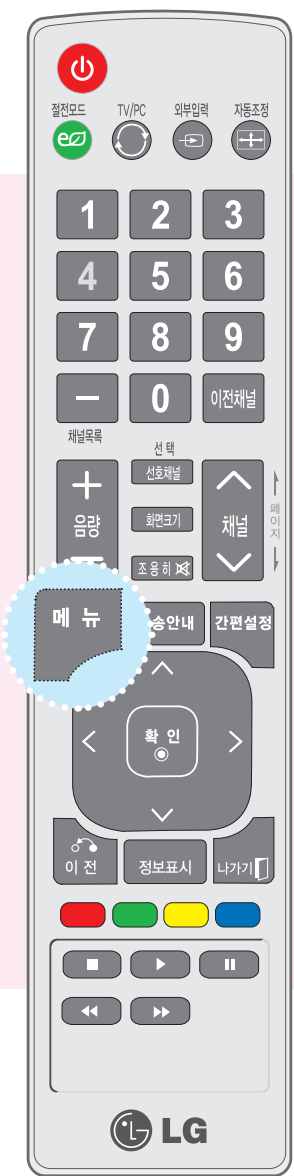 절전모드 TV/PC 외부입력 자동조정
1 2 3
4 5 6
7 8 9
0 이전채널
채널목록
선 택
선호채널
음량 화면크기 채널
페이지
조 용 히
메 뉴 송안내 간편설정
확 인
이 전 정보표시 나가기
LG